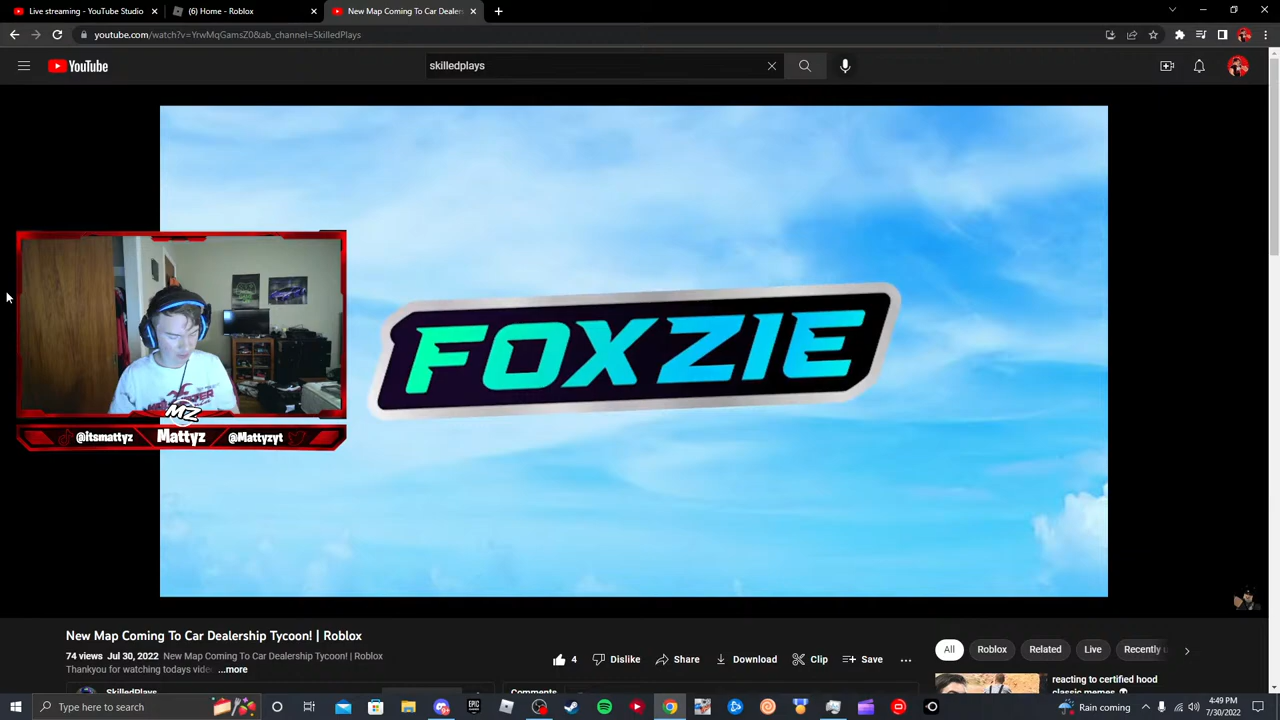 Live streaming - YouTube Studio
(6) Home - Roblox
New Map Coming To Car Dealer
youtube.com/watch?v=YrwMqGamsZ0&ab_channel=SkilledPlays
YouTube
skilledplays
FOXZIE
MZ
@itsmattyz
Mattyz
@Mattyzyt
New Map Coming To Car Dealership Tycoon! | Roblox
74 views Jul 30, 2022 New Map Coming To Car Dealership Tycoon! | Roblox
Thankyou for watching todays vide
...more
4
Dislike
Share
Download
Clip
Save
All
Roblox
Related
Live
Recently u
reacting to certified hood
classic memes
SkilledPlays
Comments
Type here to search
EPIC
Rain coming
4:49 PM
7/30/2022